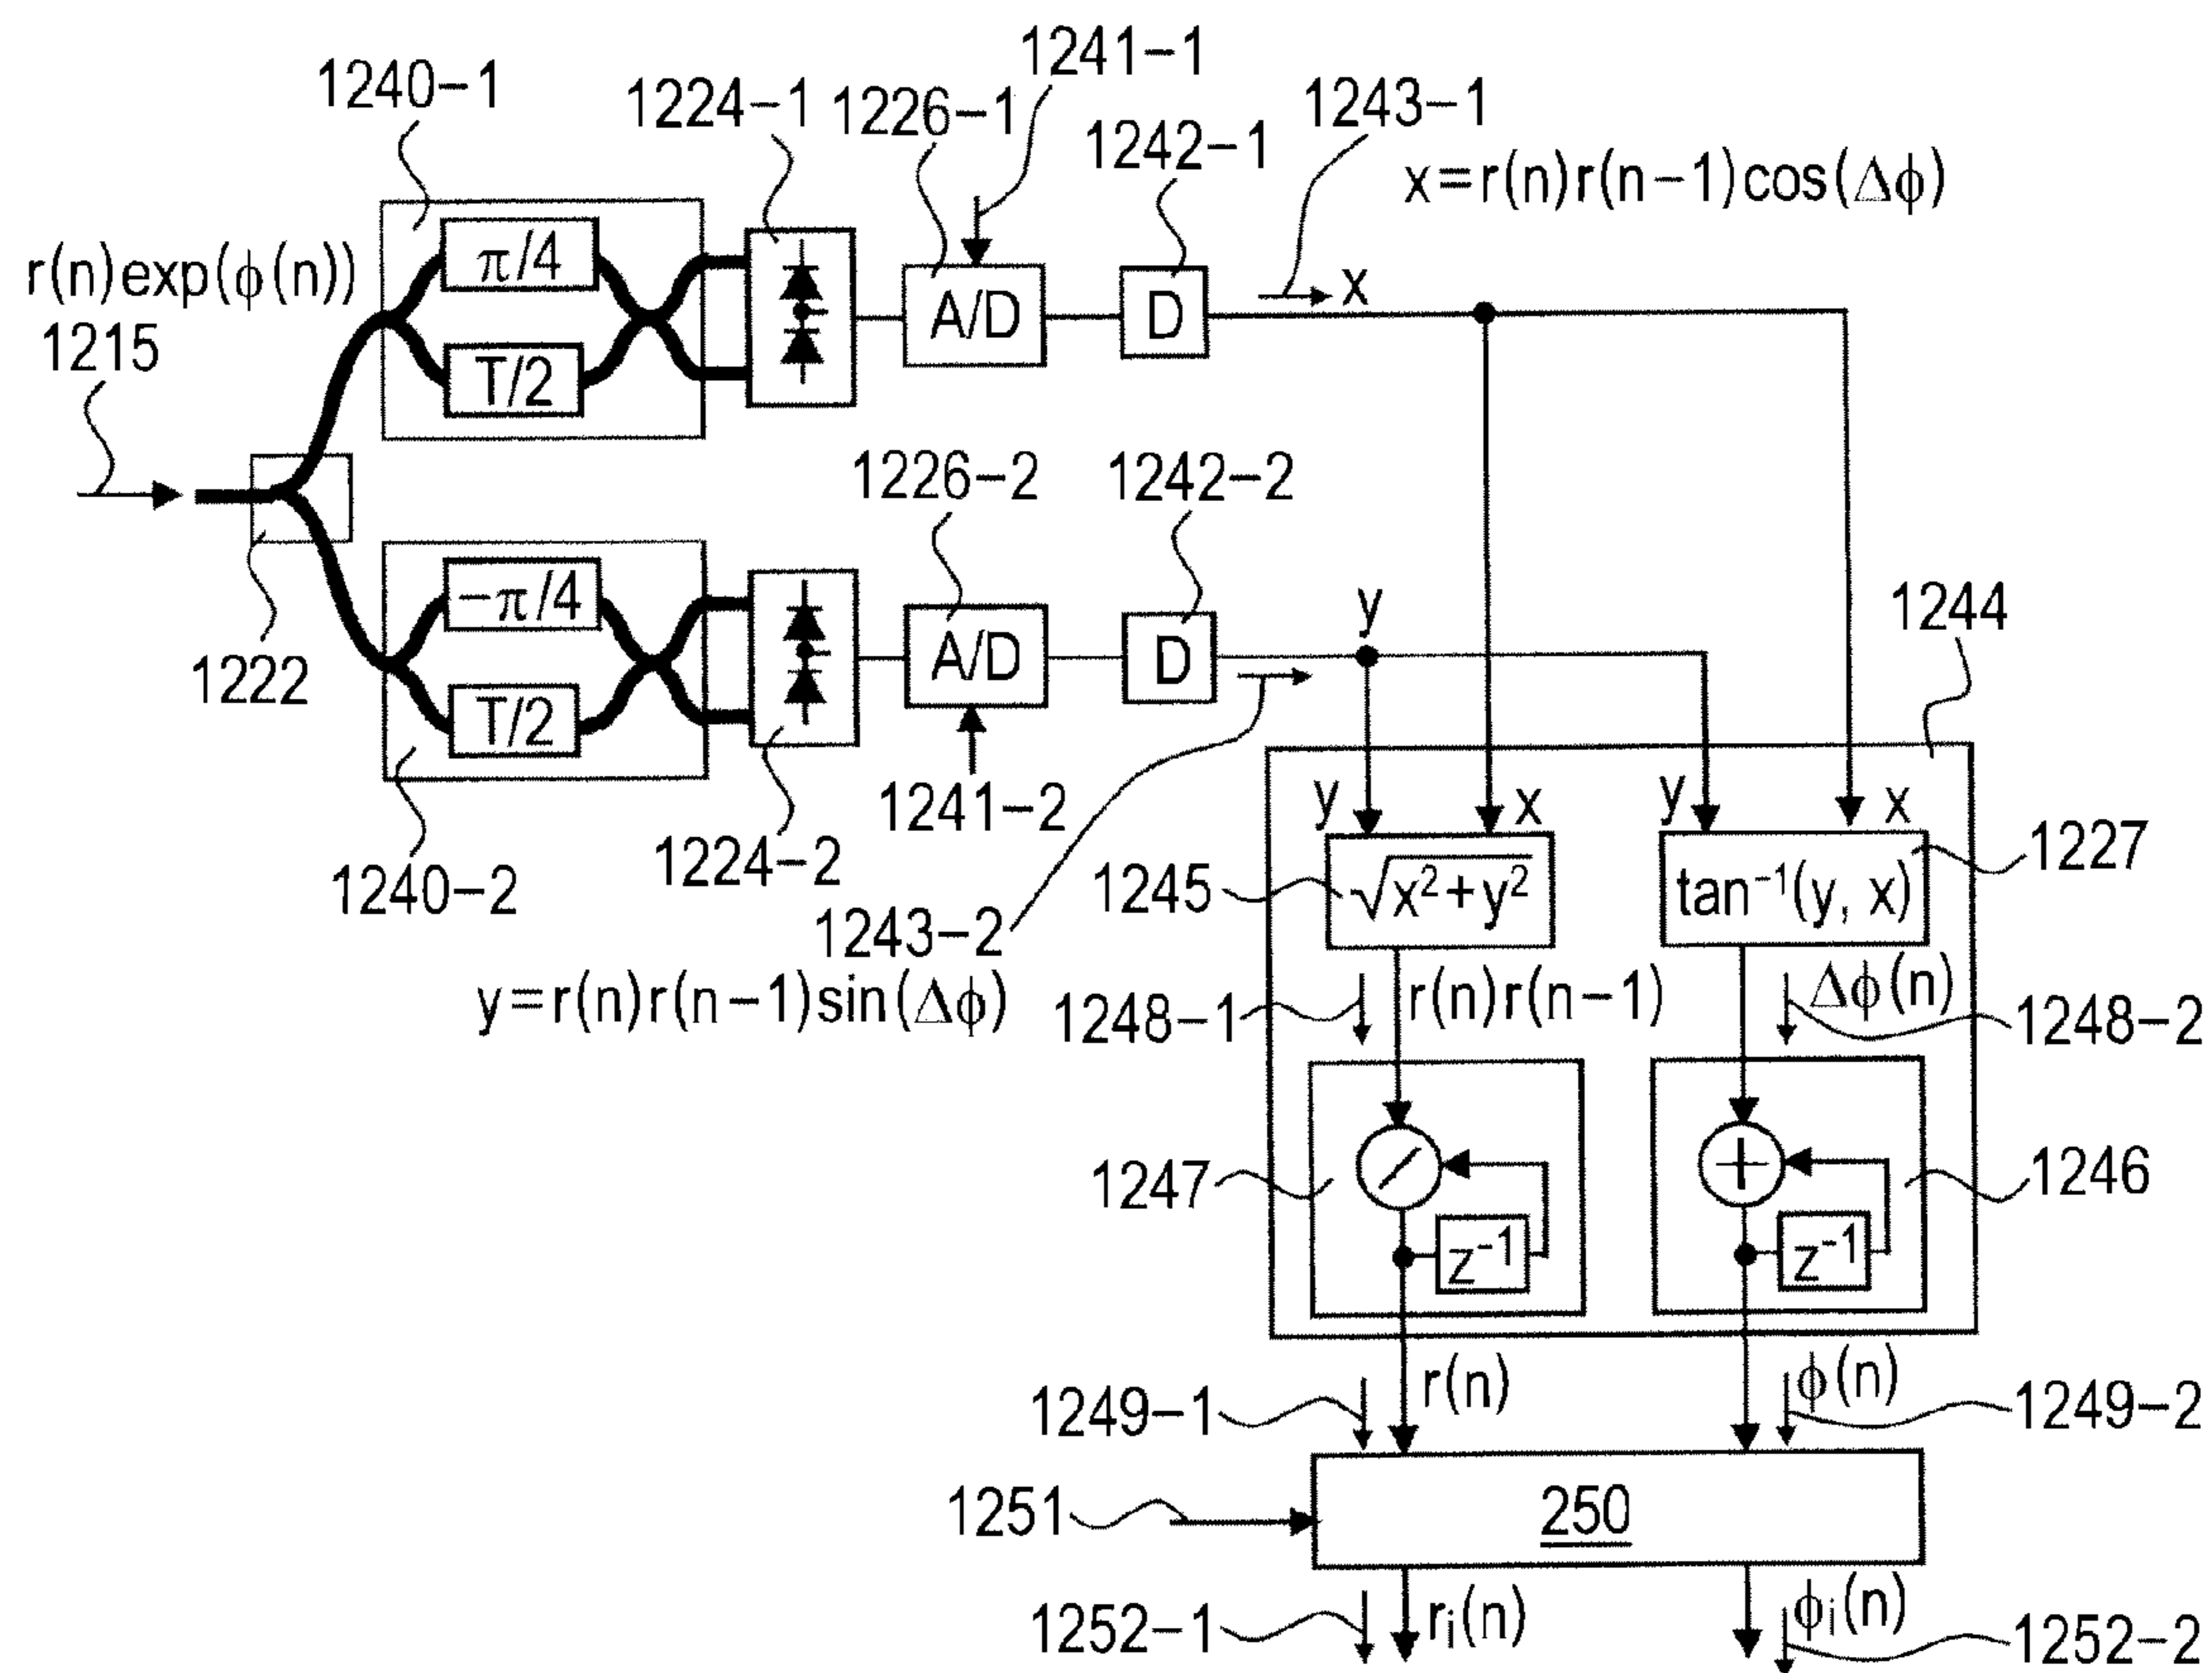 1241-1
1240-1
1224-1
1226-1
1243-1
1242-1
x=r(n)r(n-1)cos(Δϕ)
r(n)exp(ϕ(n))
π/4
A/D
D
x
1215
T/2
1226-2
1242-2
-π/4
A/D
D
y
1244
1222
T/2
1241-2
y
x
y
x
1240-2
1224-2
1227
1245
√x²+y²
tan⁻¹(y, x)
1243-2
y=r(n)r(n-1)sin(Δϕ)
1248-1
r(n)r(n-1)
Δϕ(n)
1248-2
1247
1246
z⁻¹
z⁻¹
1249-1
r(n)
ϕ(n)
1249-2
1251
250
1252-1
rᵢ(n)
ϕᵢ(n)
1252-2